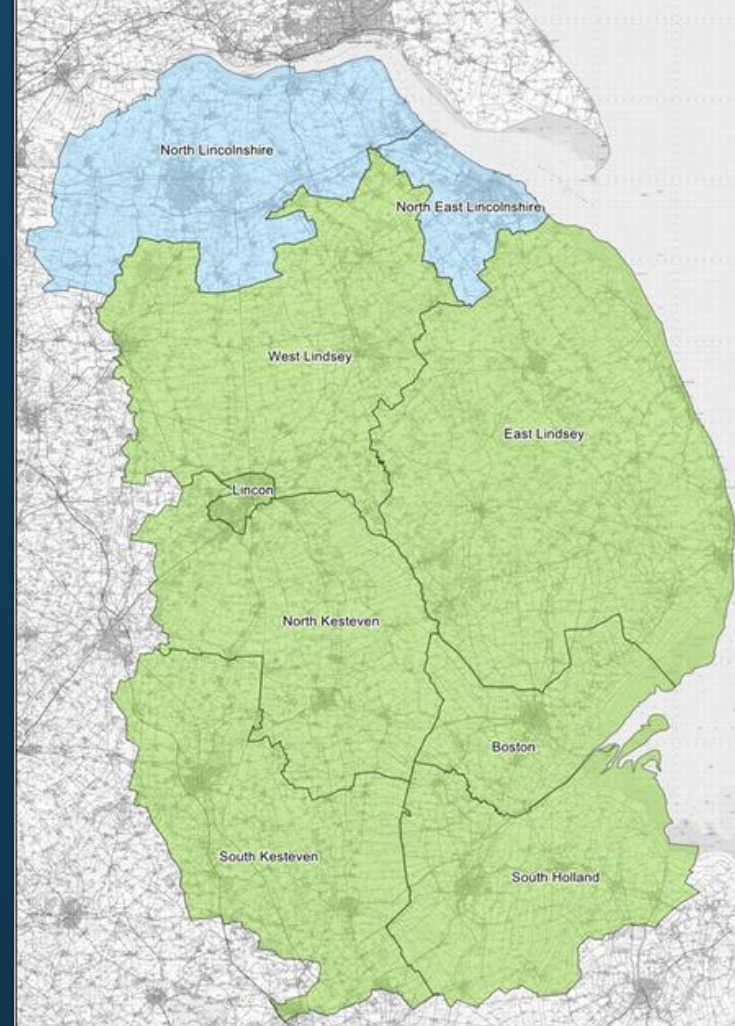 North Lincolnshire
North East Lincolnshire
West Lindsey
East Lindsey
Lincon
North Kesteven
Boston
South Kesteven
South Holland